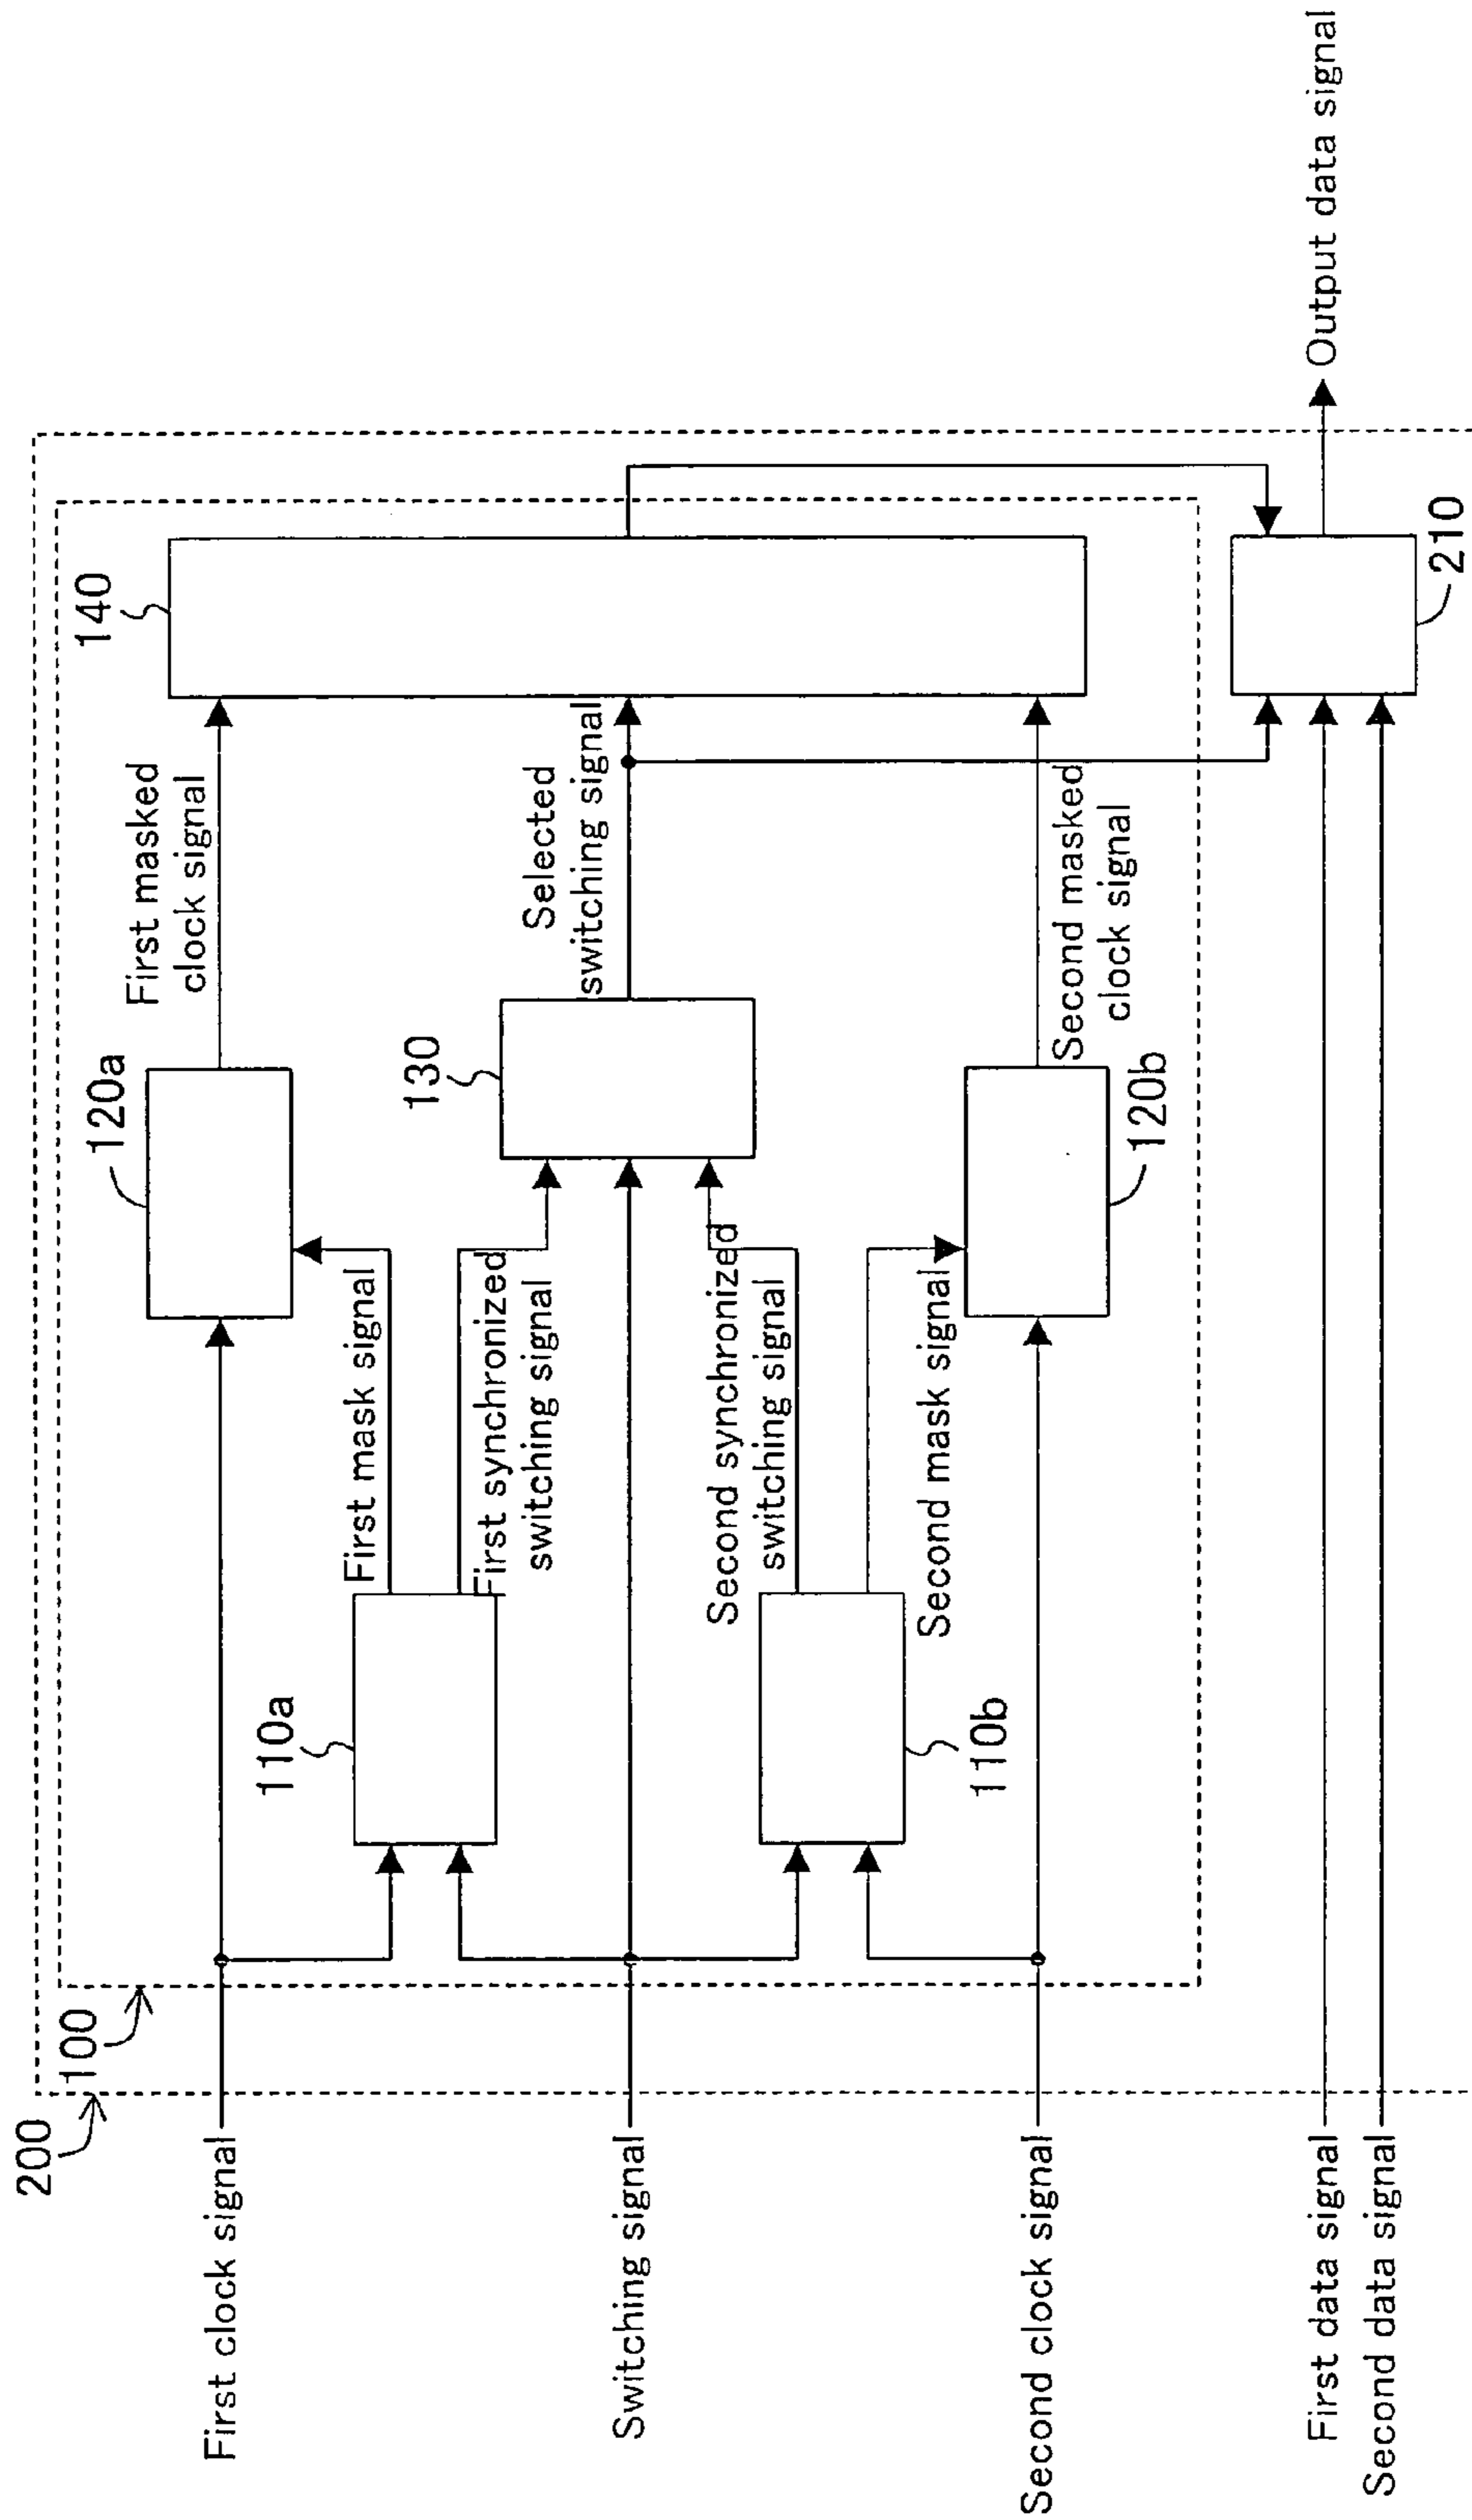 200
100
First clock signal
Switching signal
Second clock signal
First data signal
Second data signal
110a
110b
First mask signal
First synchronized
switching signal
Second synchronized
switching signal
Second mask signal
120a
130
120b
First masked
clock signal
Selected
switching signal
Second masked
clock signal
140
210
Output data signal